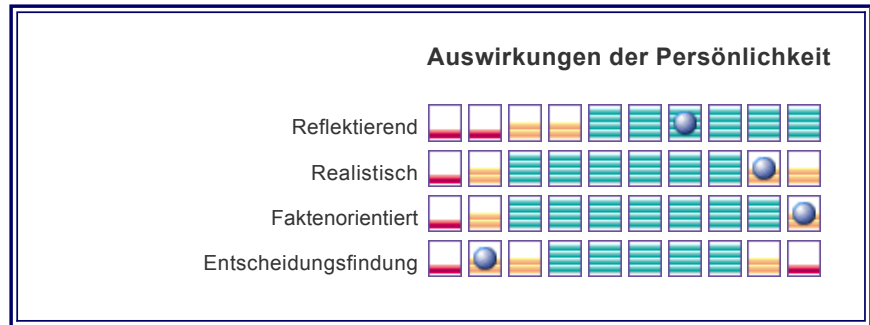 Auswirkungen der Persönlichkeit
Reflektierend
Realistisch
Faktenorientiert
Entscheidungsfindung